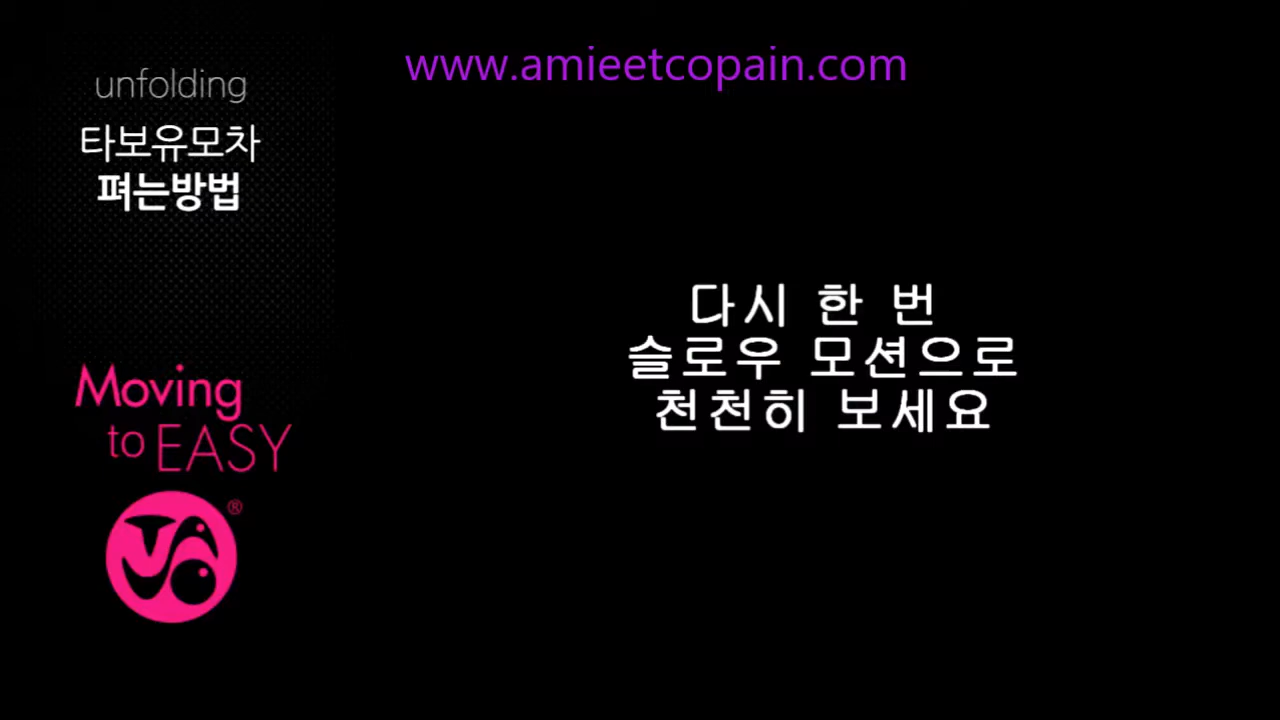 unfolding
타보유모차
펴는방법
www.amieetcopain.com
다시 한 번
슬로우 모션으로
천천히 보세요
Moving
to EASY
TAVO
®